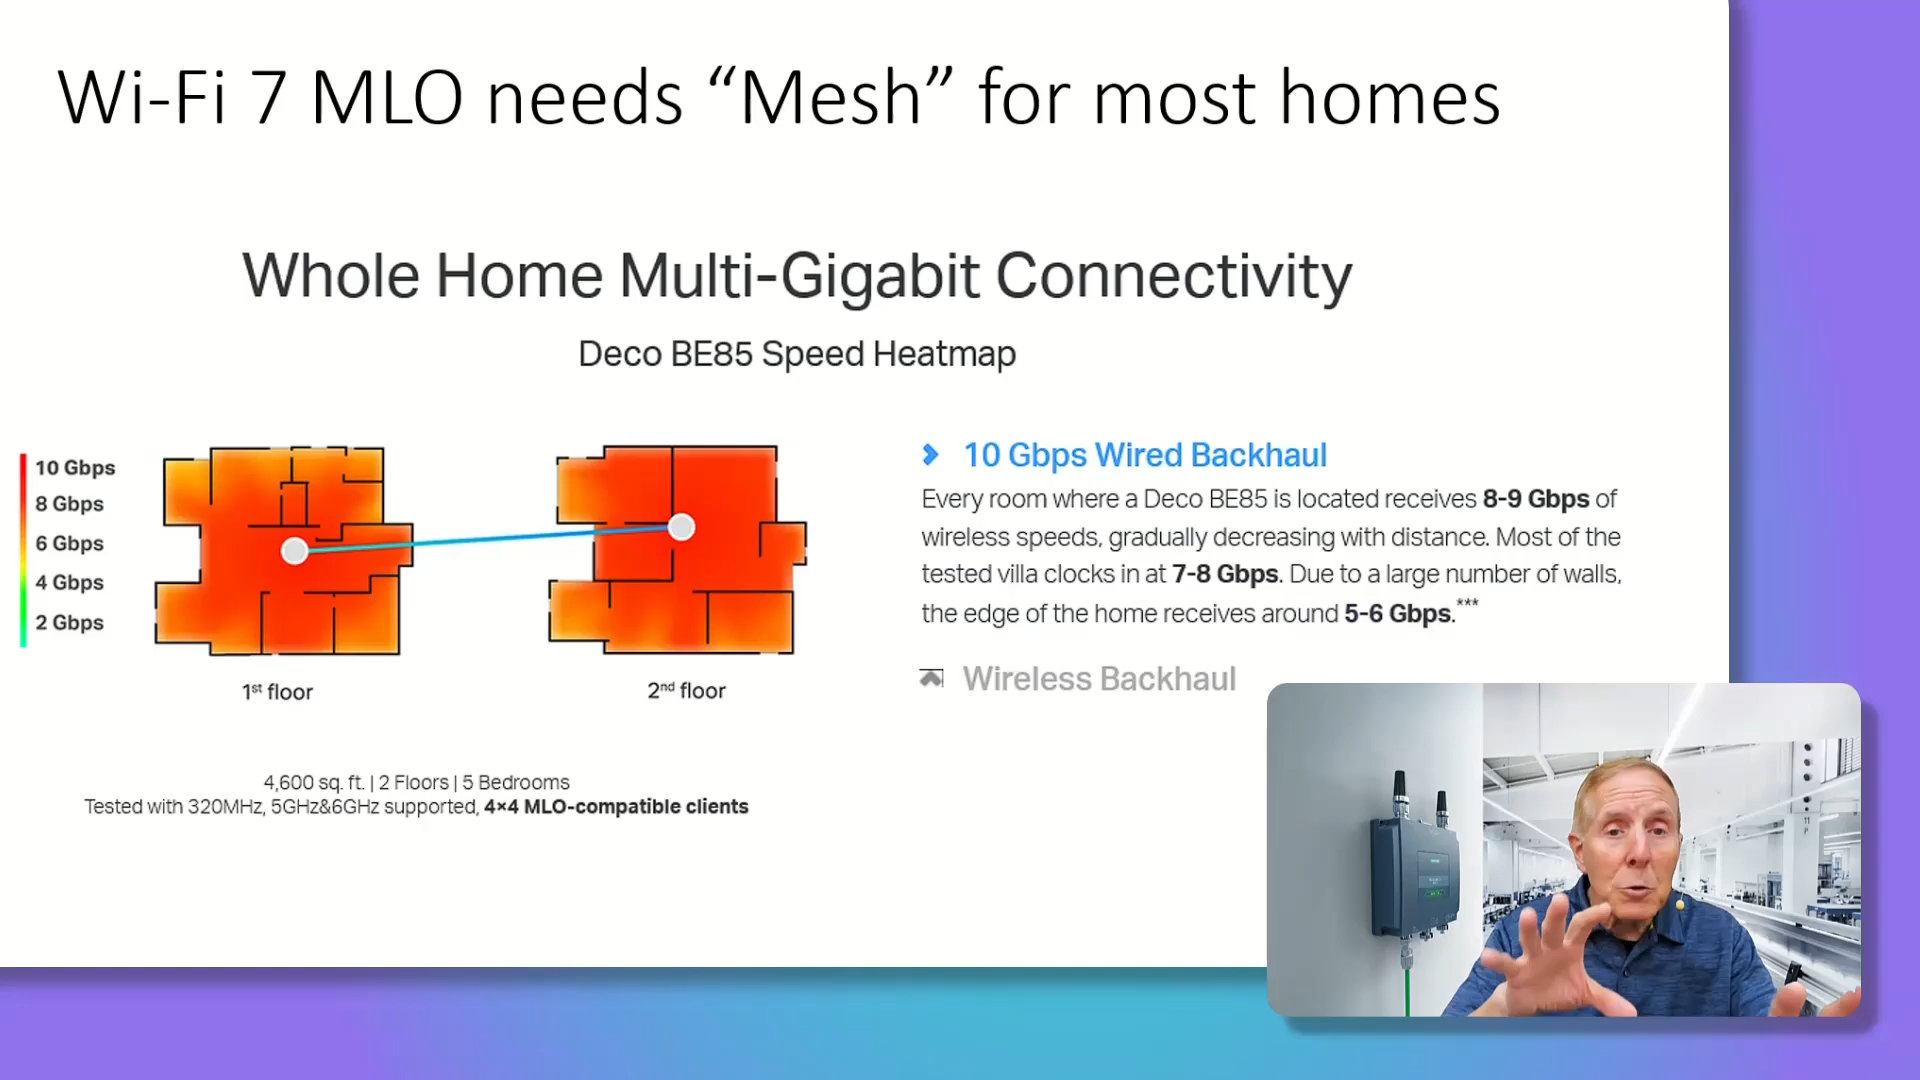 Wi-Fi 7 MLO needs “Mesh” for most homes
Whole Home Multi-Gigabit Connectivity
Deco BE85 Speed Heatmap
10 Gbps
8 Gbps
6 Gbps
4 Gbps
2 Gbps
1st floor
2nd floor
4,600 sq. ft. | 2 Floors | 5 Bedrooms
Tested with 320MHz, 5GHz&6GHz supported, 4×4 MLO-compatible clients
10 Gbps Wired Backhaul
Every room where a Deco BE85 is located receives 8-9 Gbps of
wireless speeds, gradually decreasing with distance. Most of the
tested villa clocks in at 7-8 Gbps. Due to a large number of walls,
the edge of the home receives around 5-6 Gbps.***
Wireless Backhaul